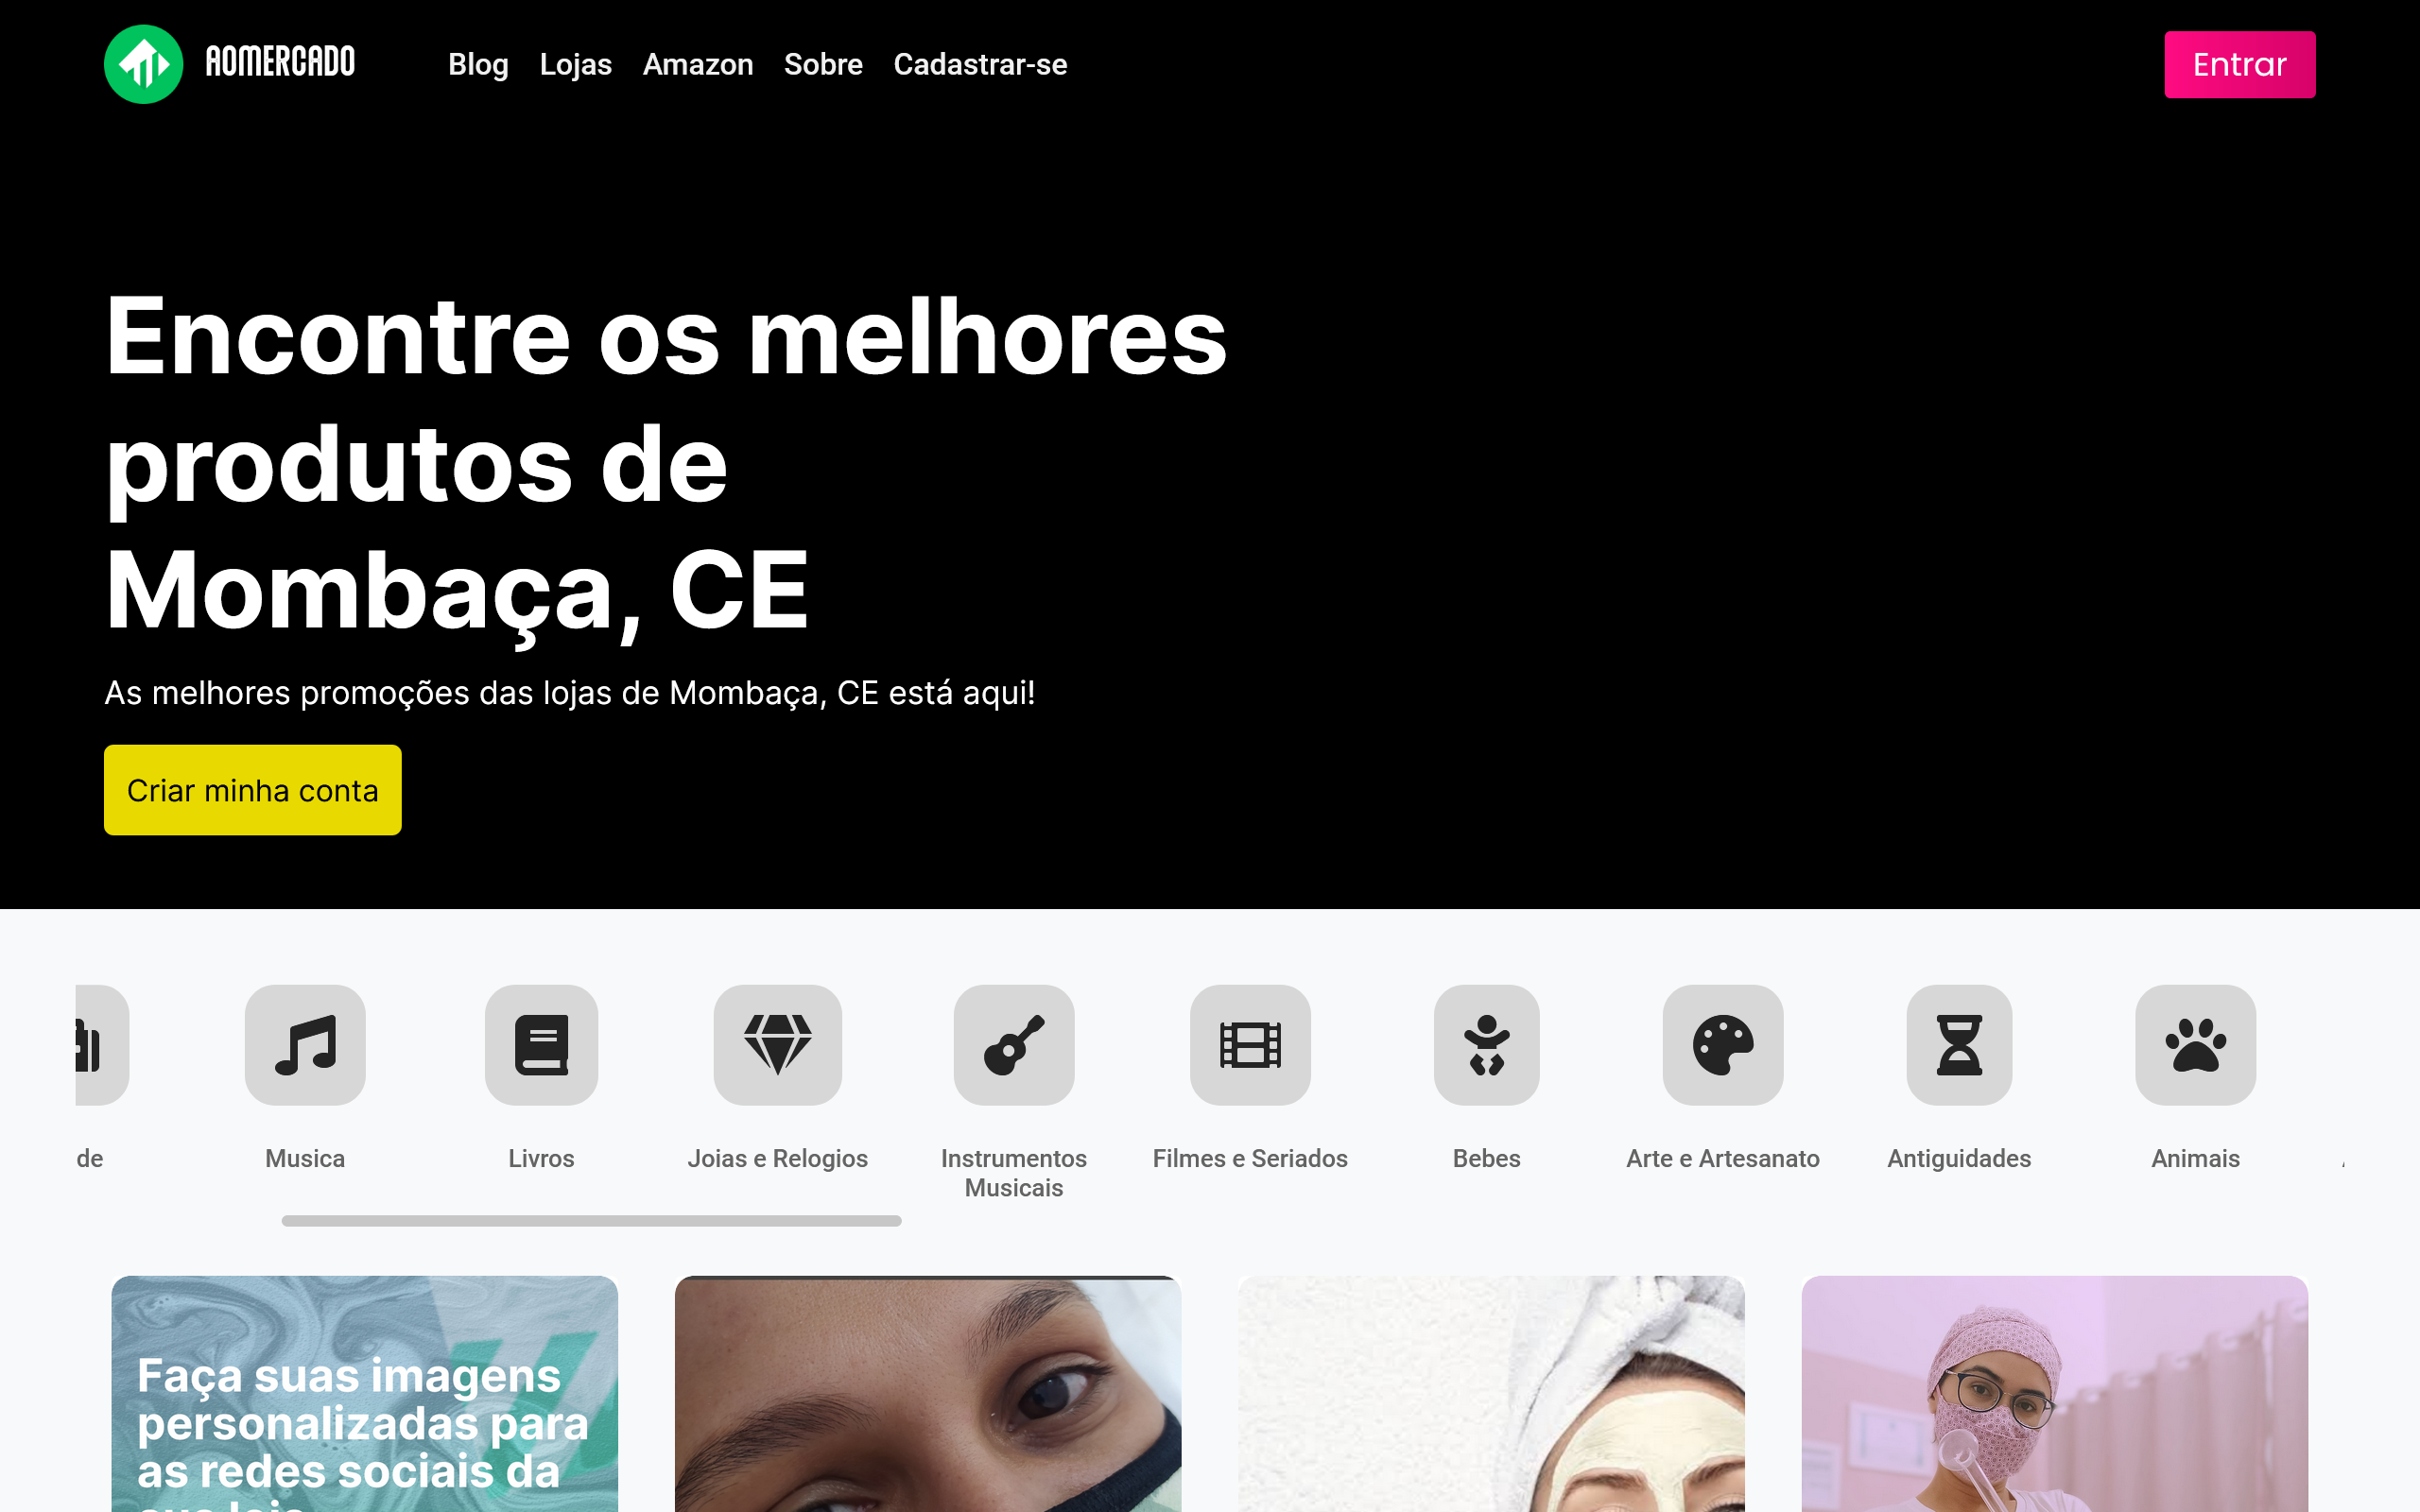 AOMERCADO
Blog Lojas Amazon Sobre Cadastrar-se
Entrar
Encontre os melhores
produtos de
Mombaça, CE
As melhores promoções das lojas de Mombaça, CE está aqui!
Criar minha conta
de
Musica
Livros
Joias e Relogios
Instrumentos
Musicais
Filmes e Seriados
Bebes
Arte e Artesanato
Antiguidades
Animais
Faça suas imagens
personalizadas para
as redes sociais da